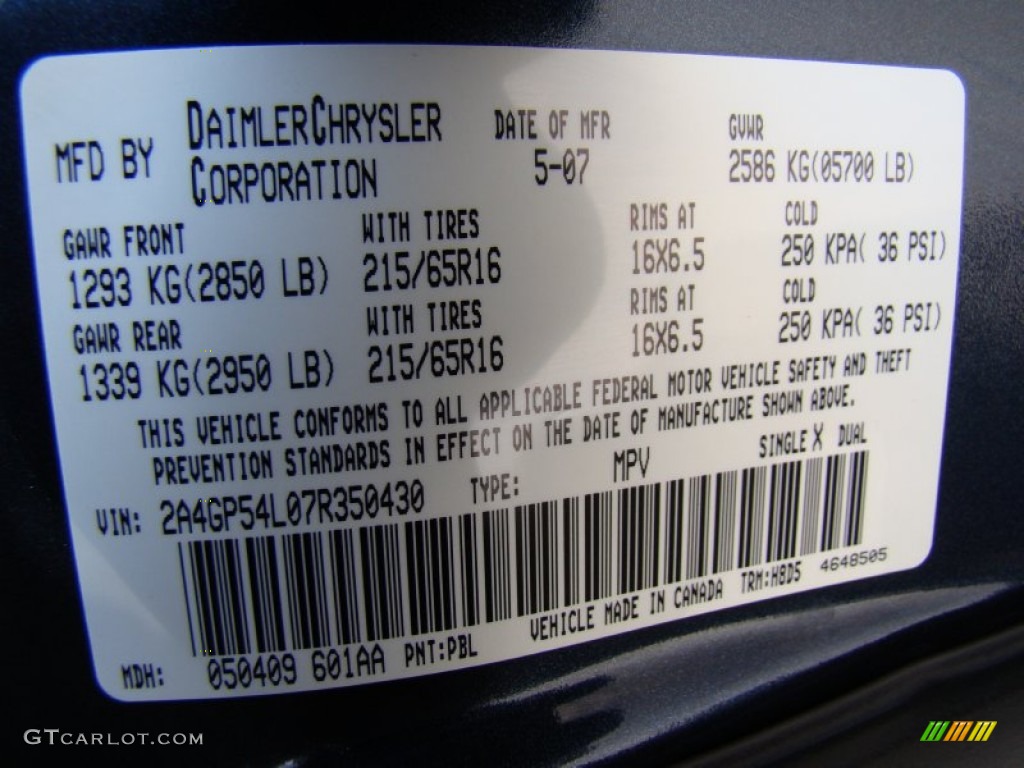 MFD BY DAIMLERCHRYSLER CORPORATION
DATE OF MFR 5-07
GVWR 2586 KG(05700 LB)
GAWR FRONT WITH TIRES RIMS AT COLD
1293 KG(2850 LB) 215/65R16 16X6.5 250 KPA( 36 PSI)
GAWR REAR WITH TIRES RIMS AT COLD
1339 KG(2950 LB) 215/65R16 16X6.5 250 KPA( 36 PSI)
THIS VEHICLE CONFORMS TO ALL APPLICABLE FEDERAL MOTOR VEHICLE SAFETY AND THEFT
PREVENTION STANDARDS IN EFFECT ON THE DATE OF MANUFACTURE SHOWN ABOVE.
VIN: 2A4GP54L07R350430 TYPE: MPV SINGLE X DUAL
MDH: 050409 601AA PNT:PBL VEHICLE MADE IN CANADA TRM:H8D5 4648505
GTCARLOT.COM